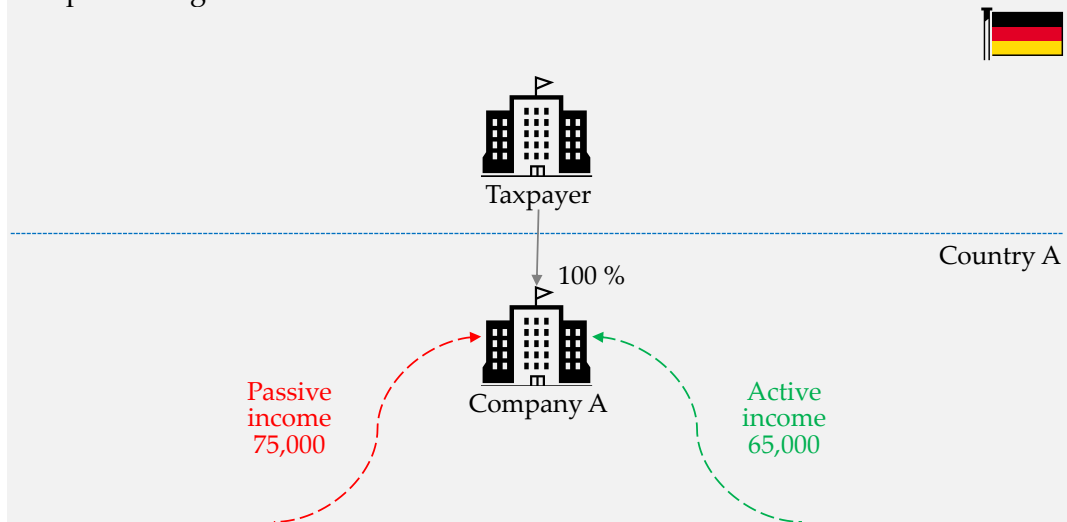 Taxpayer
Country A
100 %
Company A
Passive
income
75,000
Active
income
65,000